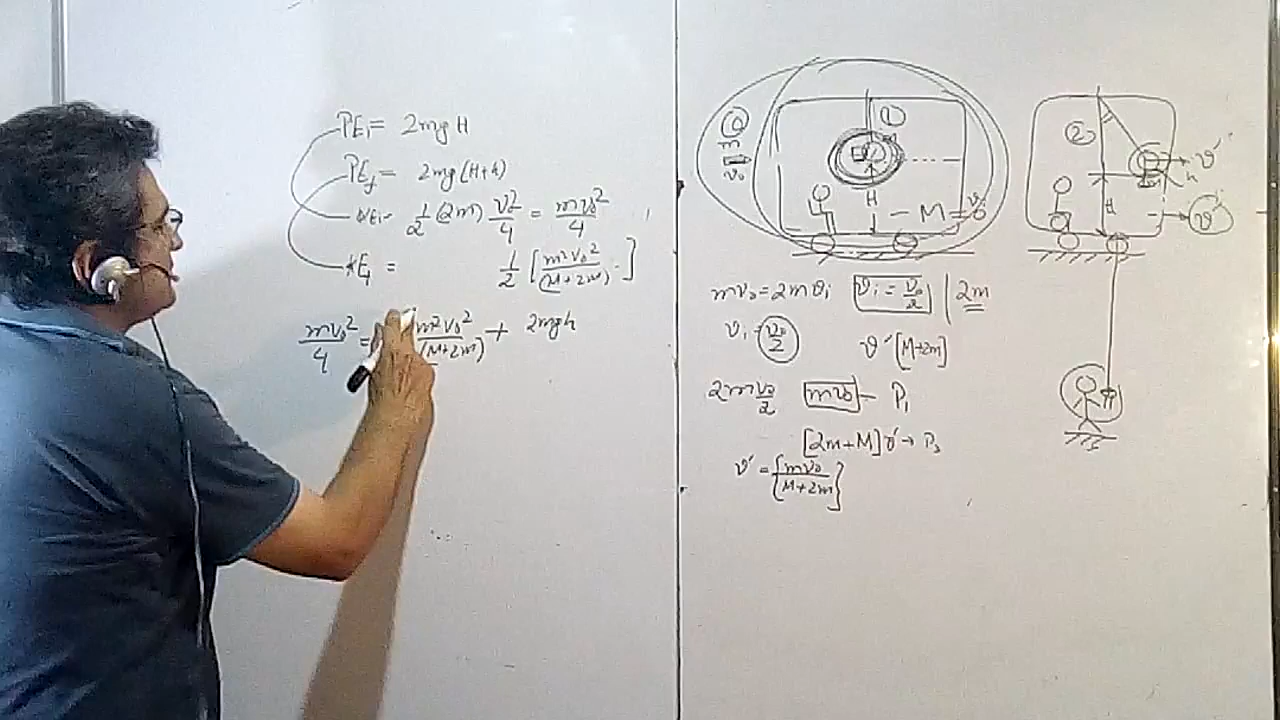 PEi = 2mgH
PEf = 2mg(H+h)
KEi = 1/2 (2m) v0²/4 = mv0²/4
KEf = 1/2 [m²v0²/(M+2m)]
mv0²/4 = m²v0²/(M+2m) + 2mgh
m
v0
1
H
M
2
v'
2m
h
H
v'
mv0 = 2mvi
vi = v0/2
2m
vi = v0/2
v' [M+2m]
2mv0/2
mv0 – P1
[2m+M]v' → P3
v' = {mv0/(M+2m)}